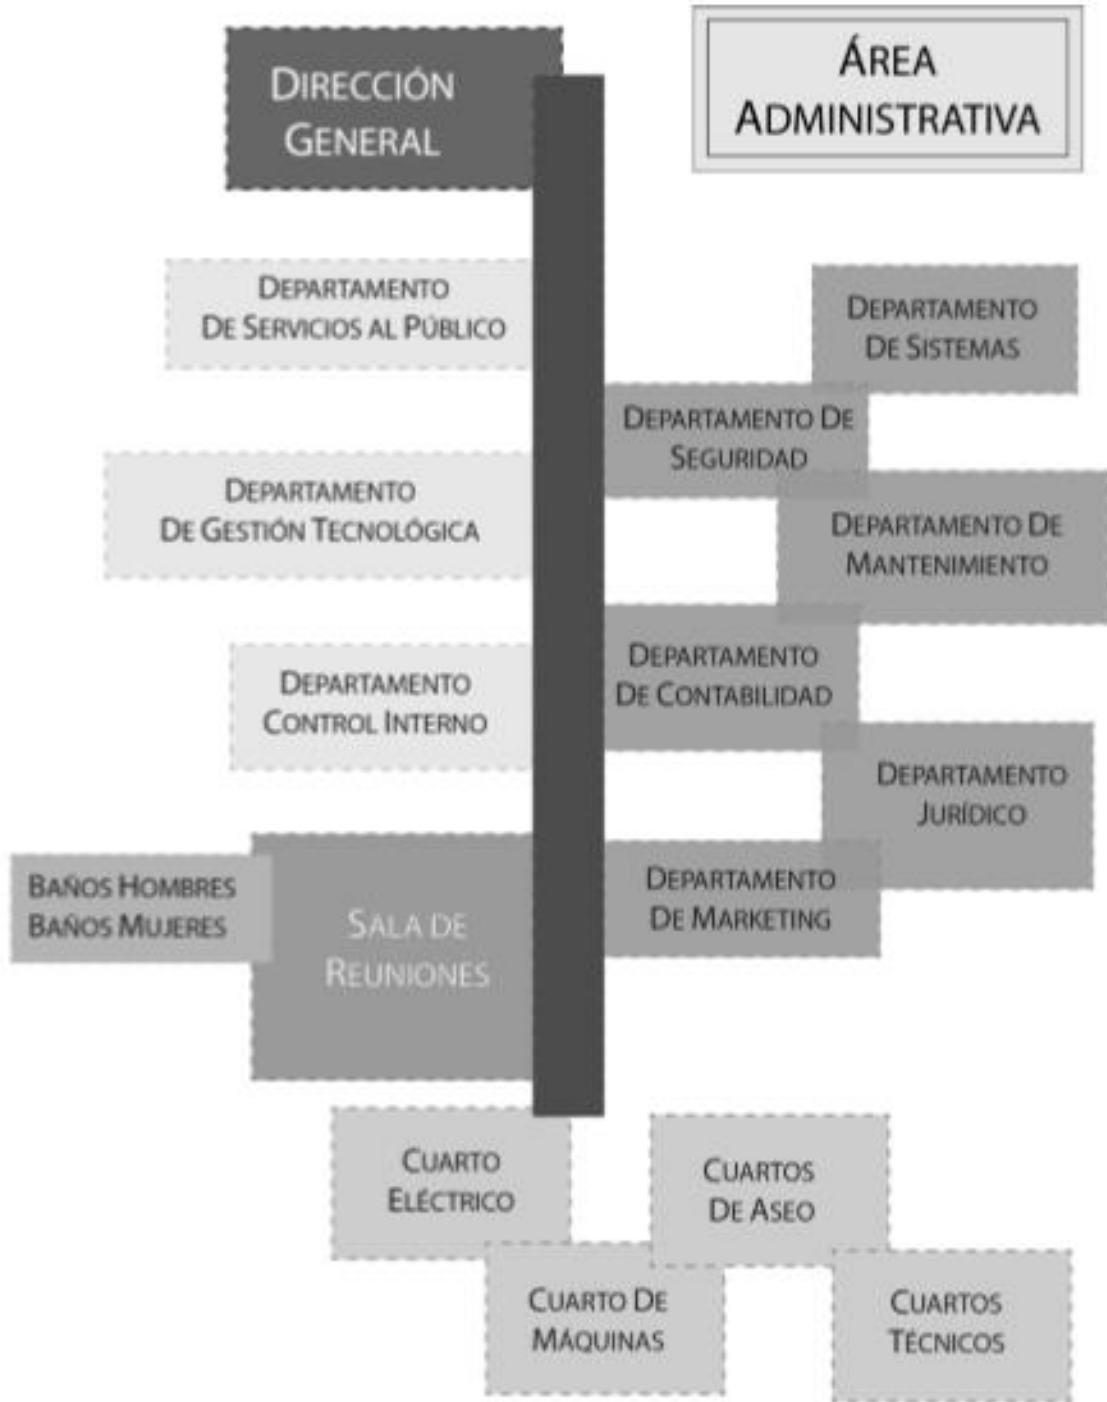 DIRECCIÓN
GENERAL
ÁREA
ADMINISTRATIVA
DEPARTAMENTO
DE SERVICIOS AL PÚBLICO
DEPARTAMENTO
DE SISTEMAS
DEPARTAMENTO DE
SEGURIDAD
DEPARTAMENTO
DE GESTIÓN TECNOLÓGICA
DEPARTAMENTO DE
MANTENIMIENTO
DEPARTAMENTO
CONTROL INTERNO
DEPARTAMENTO
DE CONTABILIDAD
DEPARTAMENTO
JURÍDICO
BAÑOS HOMBRES
BAÑOS MUJERES
SALA DE
REUNIONES
DEPARTAMENTO
DE MARKETING
CUARTO
ELÉCTRICO
CUARTOS
DE ASEO
CUARTO DE
MÁQUINAS
CUARTOS
TÉCNICOS